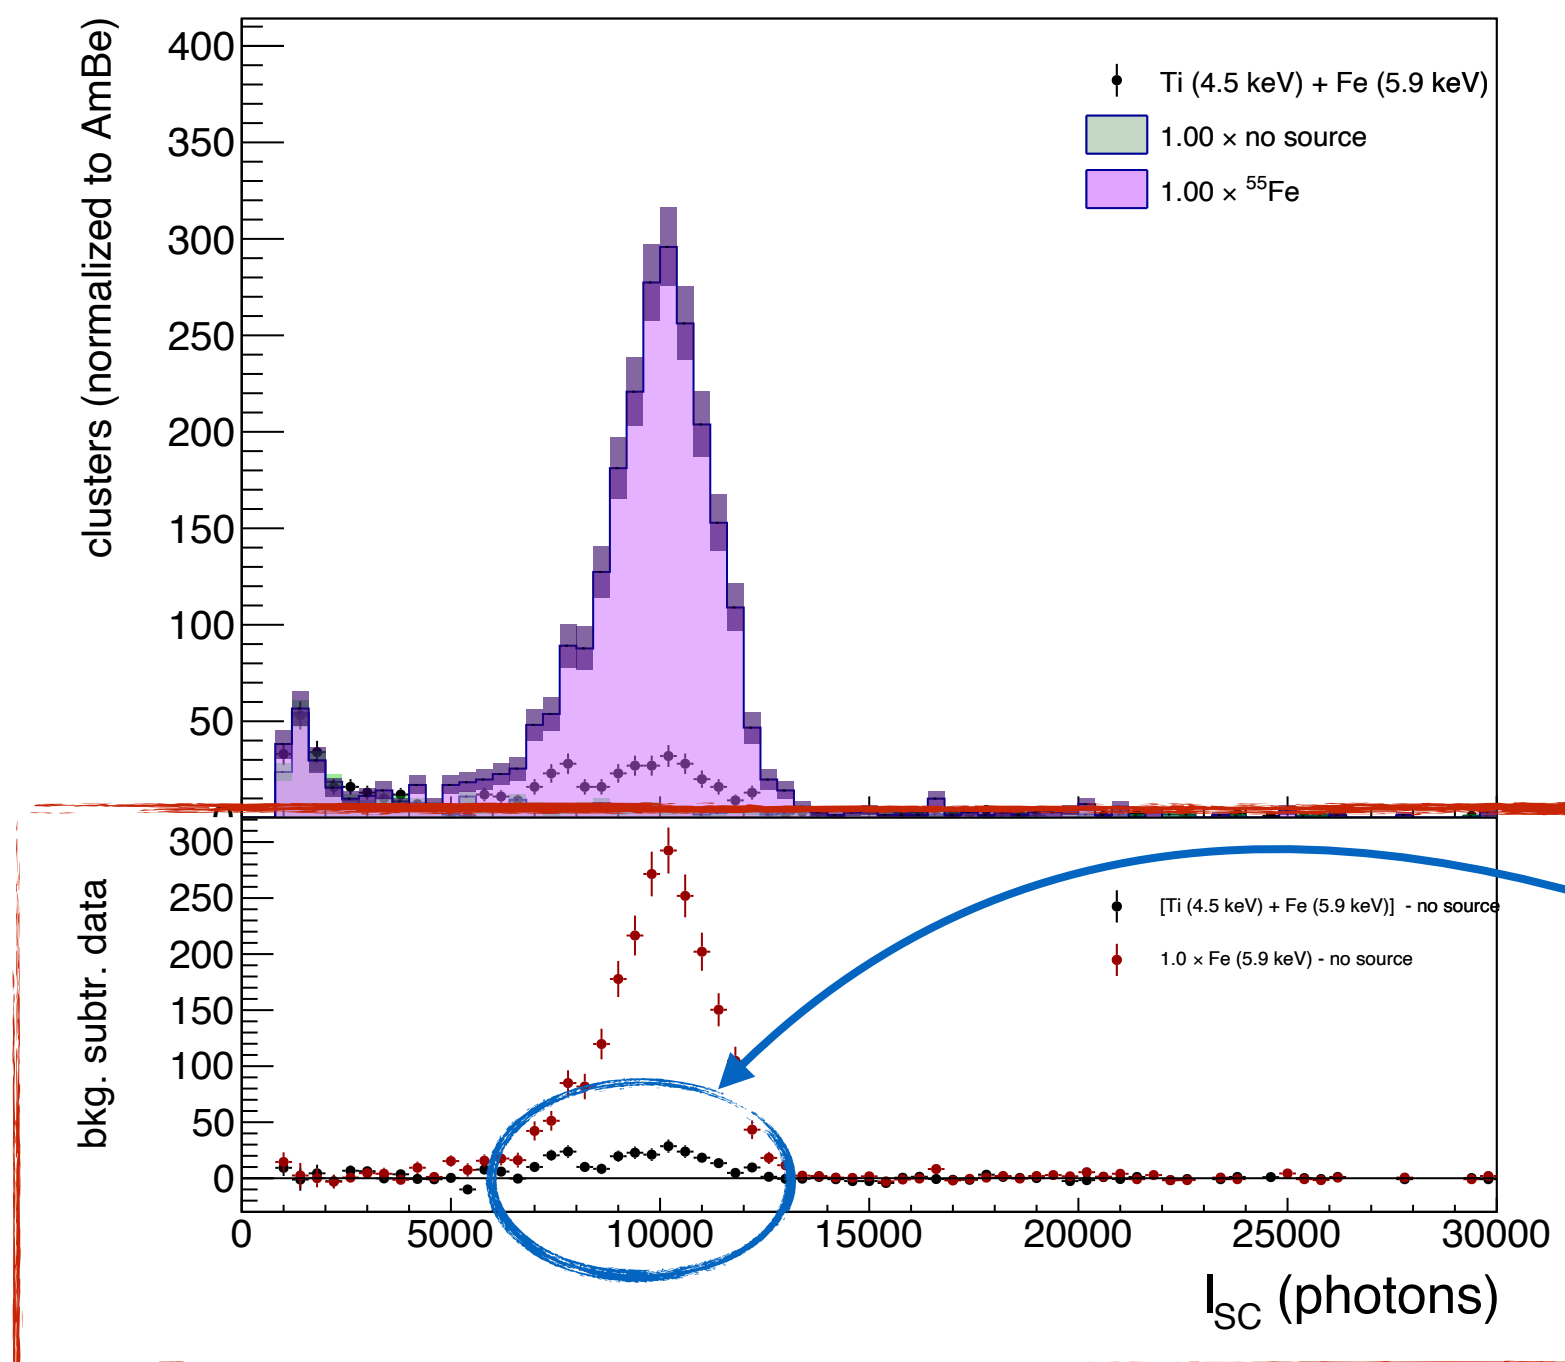 clusters (normalized to AmBe)
400
350
300
250
200
150
100
50
0
Ti (4.5 keV) + Fe (5.9 keV)
1.00 × no source
1.00 × ⁵⁵Fe
bkg. subtr. data
300
250
200
150
100
50
0
[Ti (4.5 keV) + Fe (5.9 keV)] - no source
1.0 × Fe (5.9 keV) - no source
0 5000 10000 15000 20000 25000 30000
I_SC (photons)